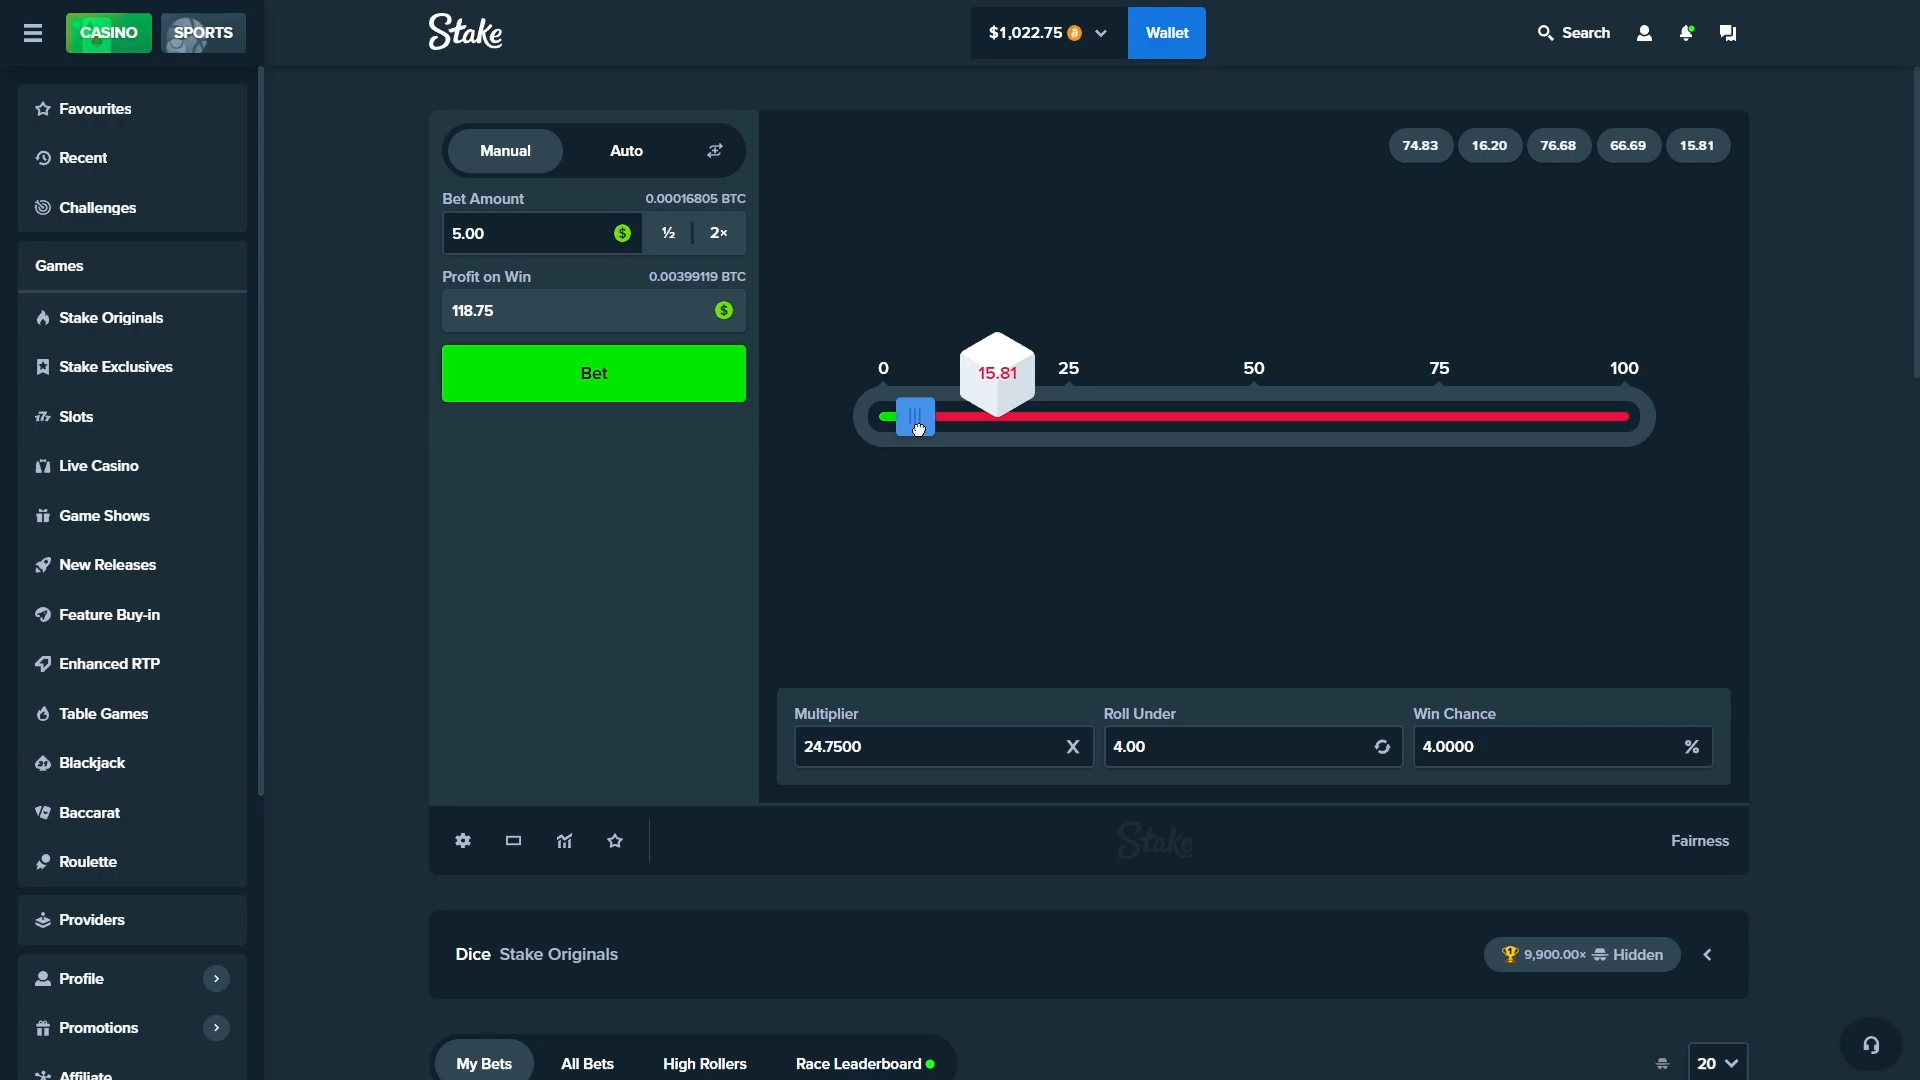 CASINO
SPORTS
Stake
$1,022.75
Wallet
Search
Favourites
Recent
Challenges
Games
Stake Originals
Stake Exclusives
Slots
Live Casino
Game Shows
New Releases
Feature Buy-in
Enhanced RTP
Table Games
Blackjack
Baccarat
Roulette
Providers
Profile
Promotions
Affiliate
Manual
Auto
Bet Amount
0.00016805 BTC
5.00
$
½
2×
Profit on Win
0.00399119 BTC
118.75
$
Bet
74.83
16.20
76.68
66.69
15.81
0
25
50
75
100
15.81
Multiplier
Roll Under
Win Chance
24.7500
X
4.00
4.0000
%
Stake
Fairness
Dice Stake Originals
9,900.00× Hidden
My Bets
All Bets
High Rollers
Race Leaderboard
20